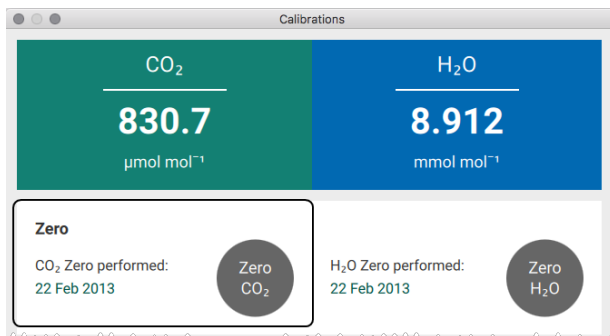 Calibrations
CO₂
830.7
μmol mol⁻¹
H₂O
8.912
mmol mol⁻¹
Zero
CO₂ Zero performed:
22 Feb 2013
Zero
CO₂
H₂O Zero performed:
22 Feb 2013
Zero
H₂O